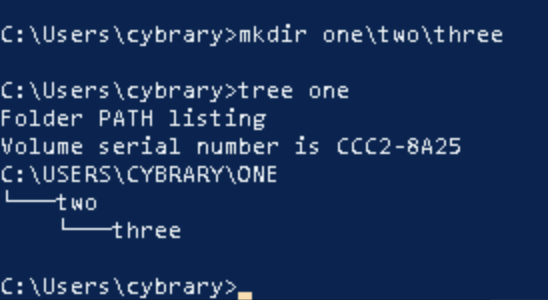 C:\Users\cybrary>mkdir one\two\three
C:\Users\cybrary>tree one
Folder PATH listing
Volume serial number is CCC2-8A25
C:\USERS\CYBRARY\ONE
└───two
    └───three
C:\Users\cybrary>